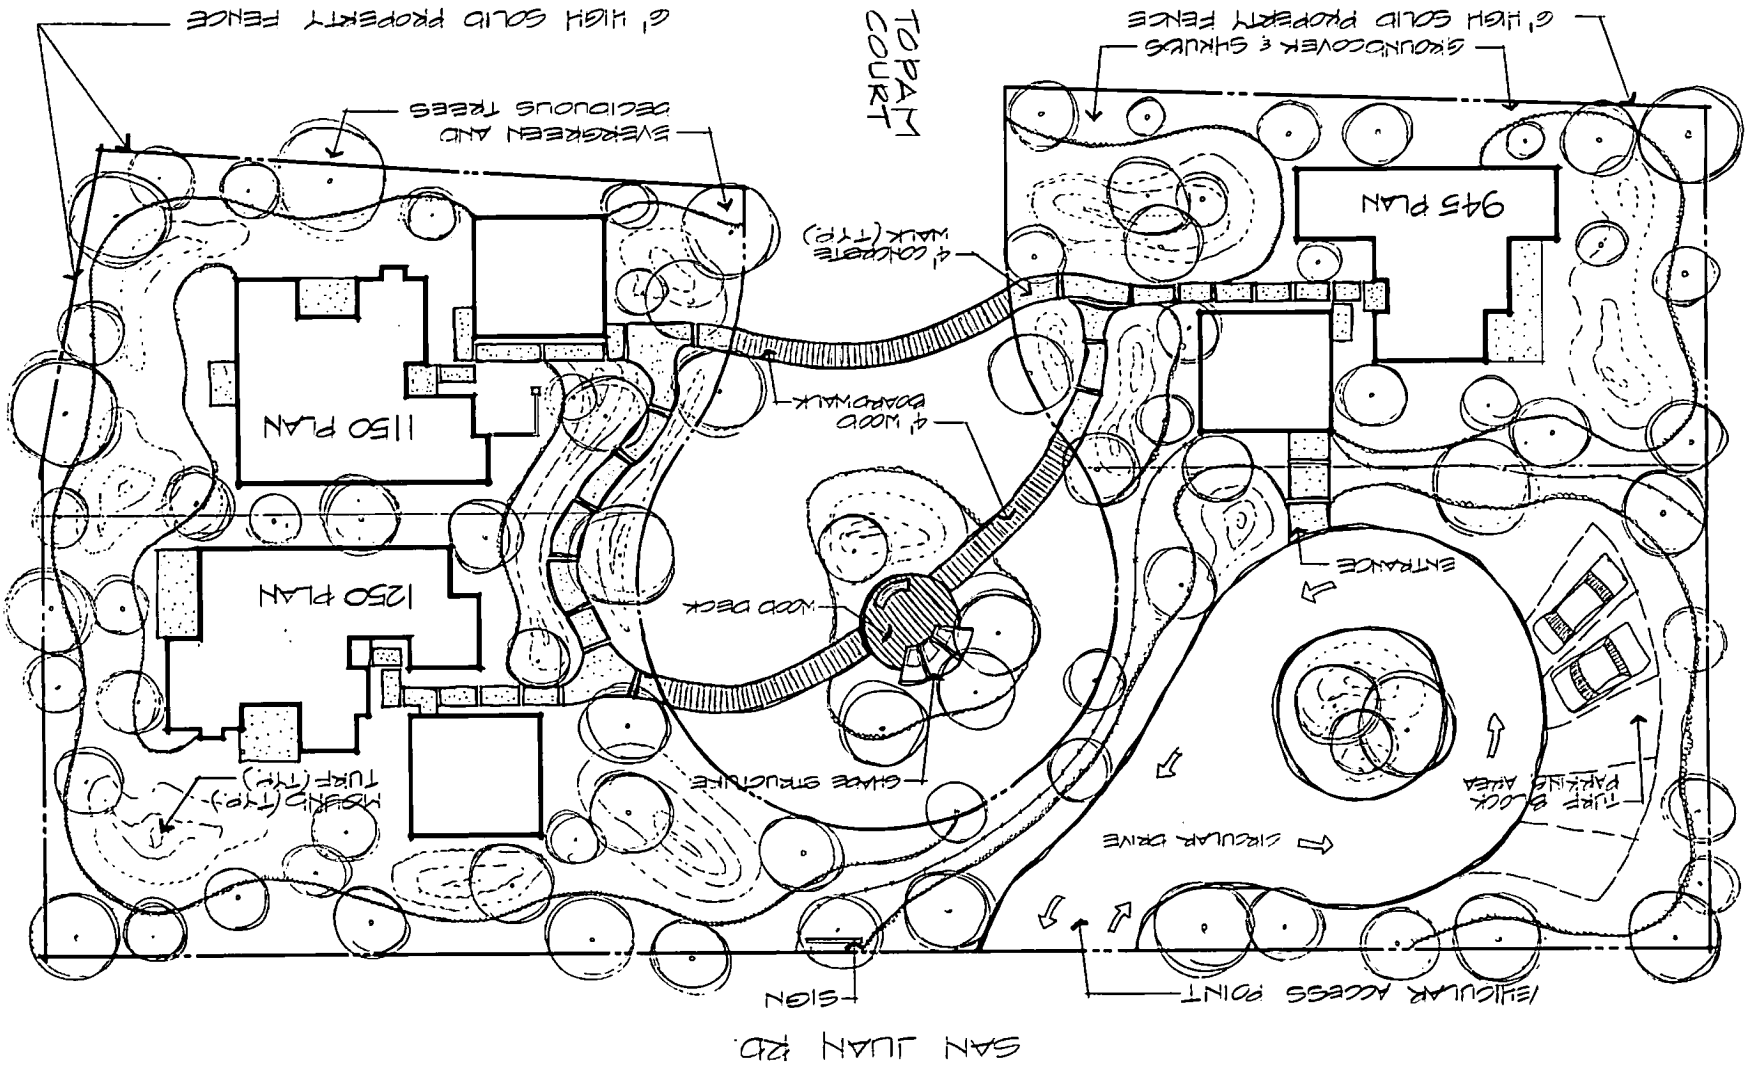 SAN JUAN RD.
VEHICULAR ACCESS POINT
SIGN
CIRCULAR DRIVE
TURF BLOCK
PARKING AREA
SHADE STRUCTURE
MOUND (TYP.)
TURF (TYP.)
WOOD DECK
1250 PLAN
ENTRANCE
4' WOOD
BOARDWALK
1150 PLAN
4' CONCRETE
WALK (TYP.)
945 PLAN
EVERGREEN AND
DECIDUOUS TREES
TOPAM
COURT
GROUNDCOVER & SHRUBS
6' HIGH SOLID PROPERTY FENCE
6' HIGH SOLID PROPERTY FENCE